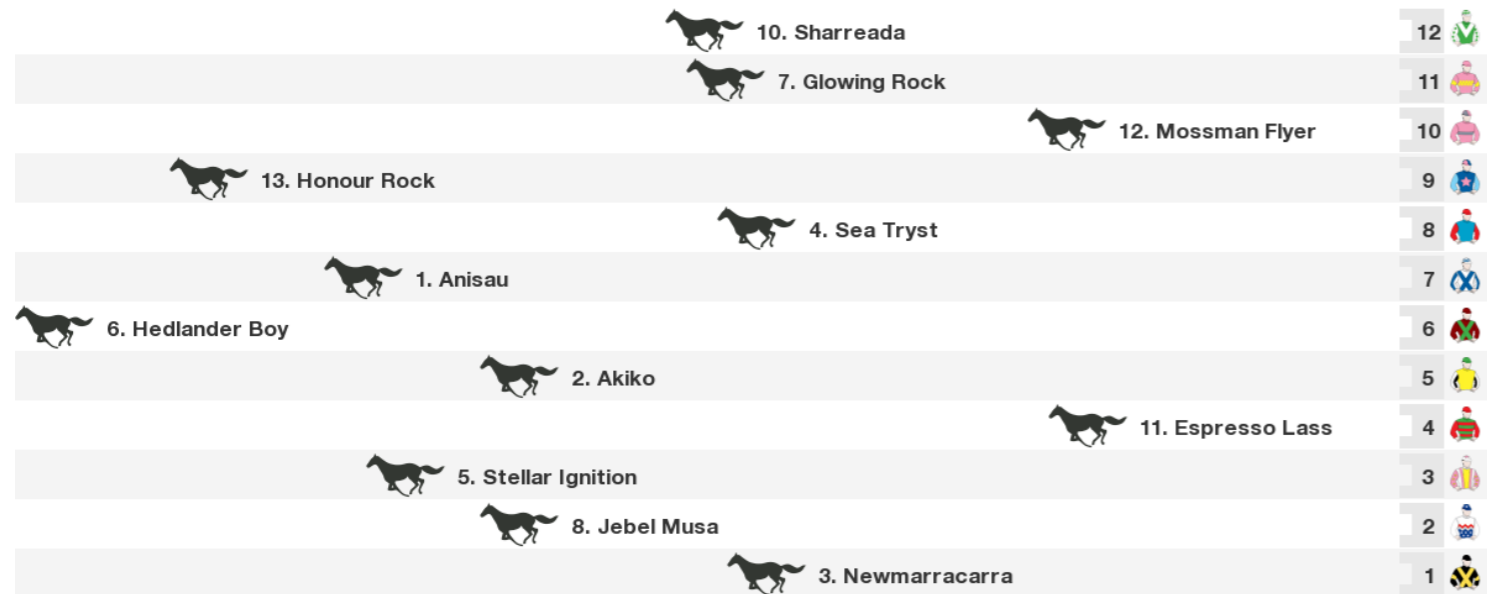 10. Sharreada 12
7. Glowing Rock 11
12. Mossman Flyer 10
13. Honour Rock 9
4. Sea Tryst 8
1. Anisau 7
6. Hedlander Boy 6
2. Akiko 5
11. Espresso Lass 4
5. Stellar Ignition 3
8. Jebel Musa 2
3. Newmarracarra 1